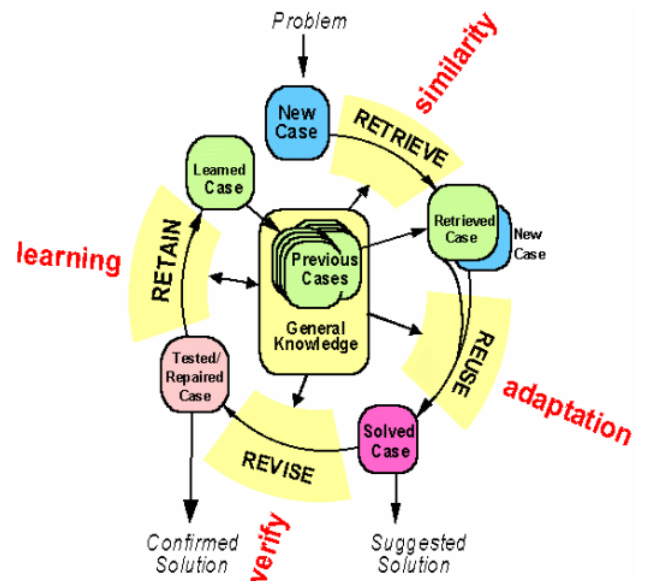 Problem
New
Case
RETRIEVE
similarity
Learned
Case
Retrieved
Case
New
Case
Previous
Cases
General
Knowledge
RETAIN
learning
REUSE
adaptation
Tested/
Repaired
Case
Solved
Case
REVISE
verify
Confirmed
Solution
Suggested
Solution